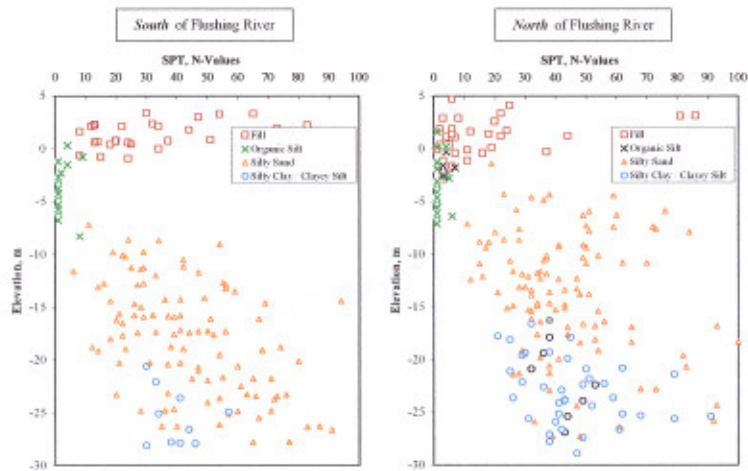 South of Flushing River
North of Flushing River
SPT, N-Values
0 10 20 30 40 50 60 70 80 90 100
5
0
-5
-10
-15
-20
-25
-30
Elevation, m
Fill
Organic Silt
Silty Sand
Silty Clay Clayey Silt
SPT, N-Values
0 10 20 30 40 50 60 70 80 90 100
5
0
-5
-10
-15
-20
-25
-30
Elevation, m
Fill
Organic Silt
Silty Sand
Silty Clay Clayey Silt